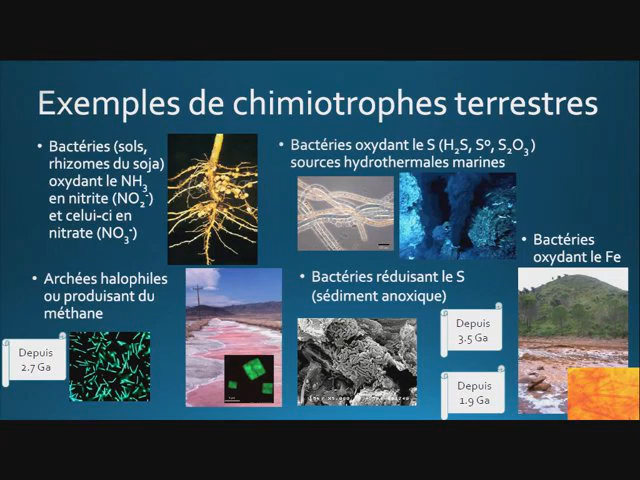 Exemples de chimiotrophes terrestres
• Bactéries (sols,
rhizomes du soja)
oxydant le NH3
en nitrite (NO2-)
et celui-ci en
nitrate (NO3-)
• Bactéries oxydant le S (H2S, S°, S2O3)
sources hydrothermales marines
• Bactéries
oxydant le Fe
• Archées halophiles
ou produisant du
méthane
• Bactéries réduisant le S
(sédiment anoxique)
Depuis
2.7 Ga
Depuis
3.5 Ga
Depuis
1.9 Ga